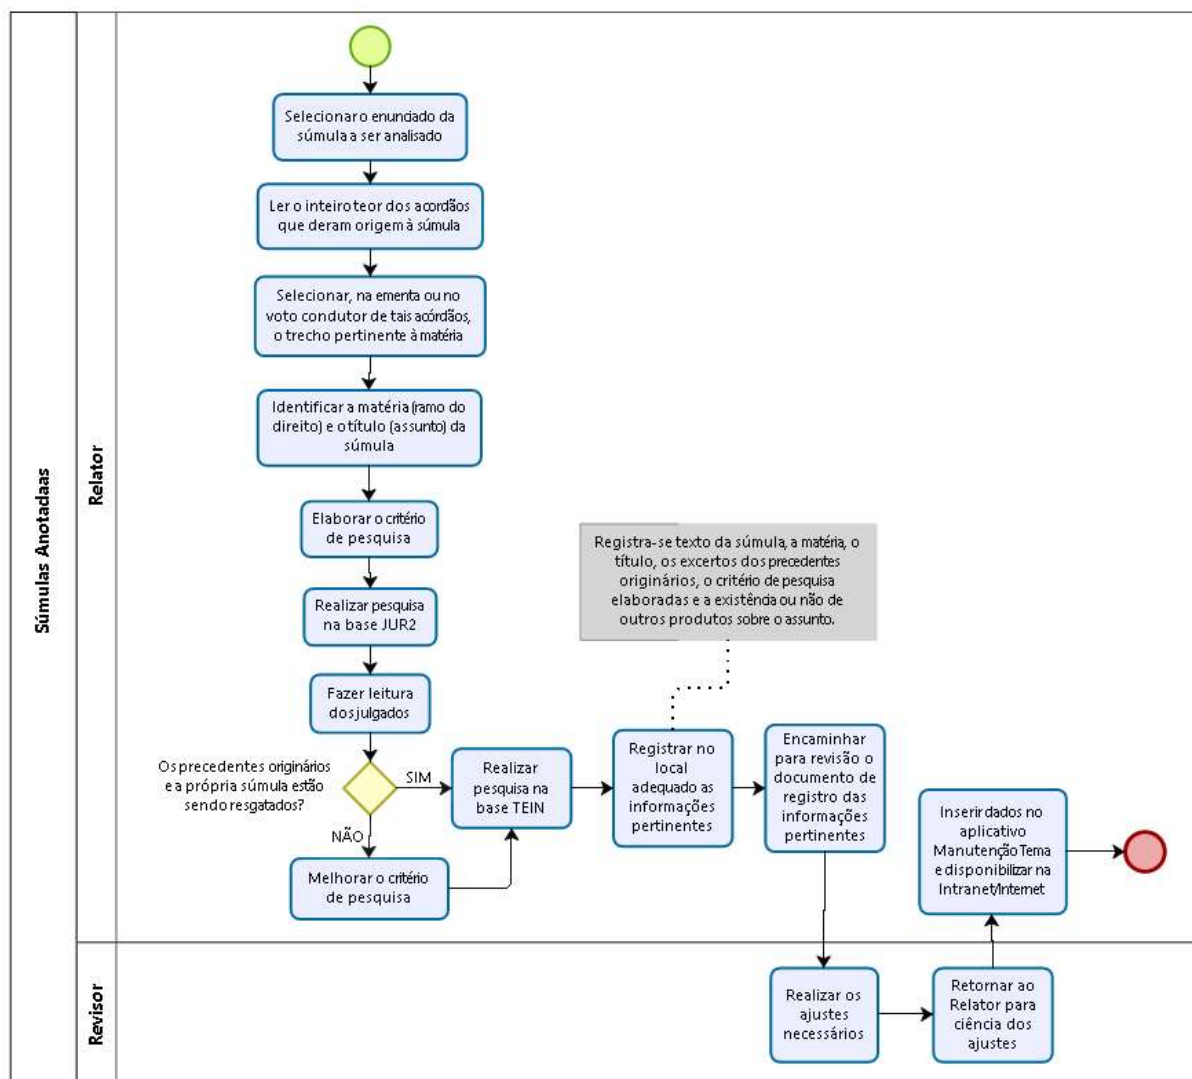 Súmulas Anotadaas
Relator
Selecionar o enunciado da
súmula a ser analisado
Ler o inteiro teor dos acordãos
que deram origem à súmula
Selecionar, na ementa ou no
voto condutor de tais acórdãos,
o trecho pertinente à matéria
Identificar a matéria (ramo do
direito) e o título (assunto) da
súmula
Elaborar o critério
de pesquisa
Realizar pesquisa
na base JUR2
Fazer leitura
dos julgados
Os precedentes originários
e a própria súmula estão
sendo resgatados?
SIM
NÃO
Melhorar o critério
de pesquisa
Realizar
pesquisa na
base TEIN
Registra-se texto da súmula, a matéria, o
título, os excertos dos precedentes
originários, o critério de pesquisa
elaboradas e a existência ou não de
outros produtos sobre o assunto.
Registrar no
local
adequado as
informações
pertinentes
Encaminhar
para revisão o
documento de
registro das
informações
pertinentes
Inserir dados no
aplicativo
Manutenção Tema
e disponibilizar na
Intranet/Internet
Revisor
Realizar os
ajustes
necessários
Retornar ao
Relator para
ciência dos
ajustes